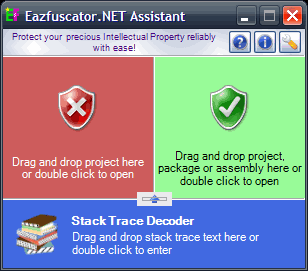 Eazfuscator.NET Assistant
Protect your precious Intellectual Property reliably
with ease!
Drag and drop project here
or double click to open
Drag and drop project,
package or assembly here or
double click to open
Stack Trace Decoder
Drag and drop stack trace text here or
double click to enter